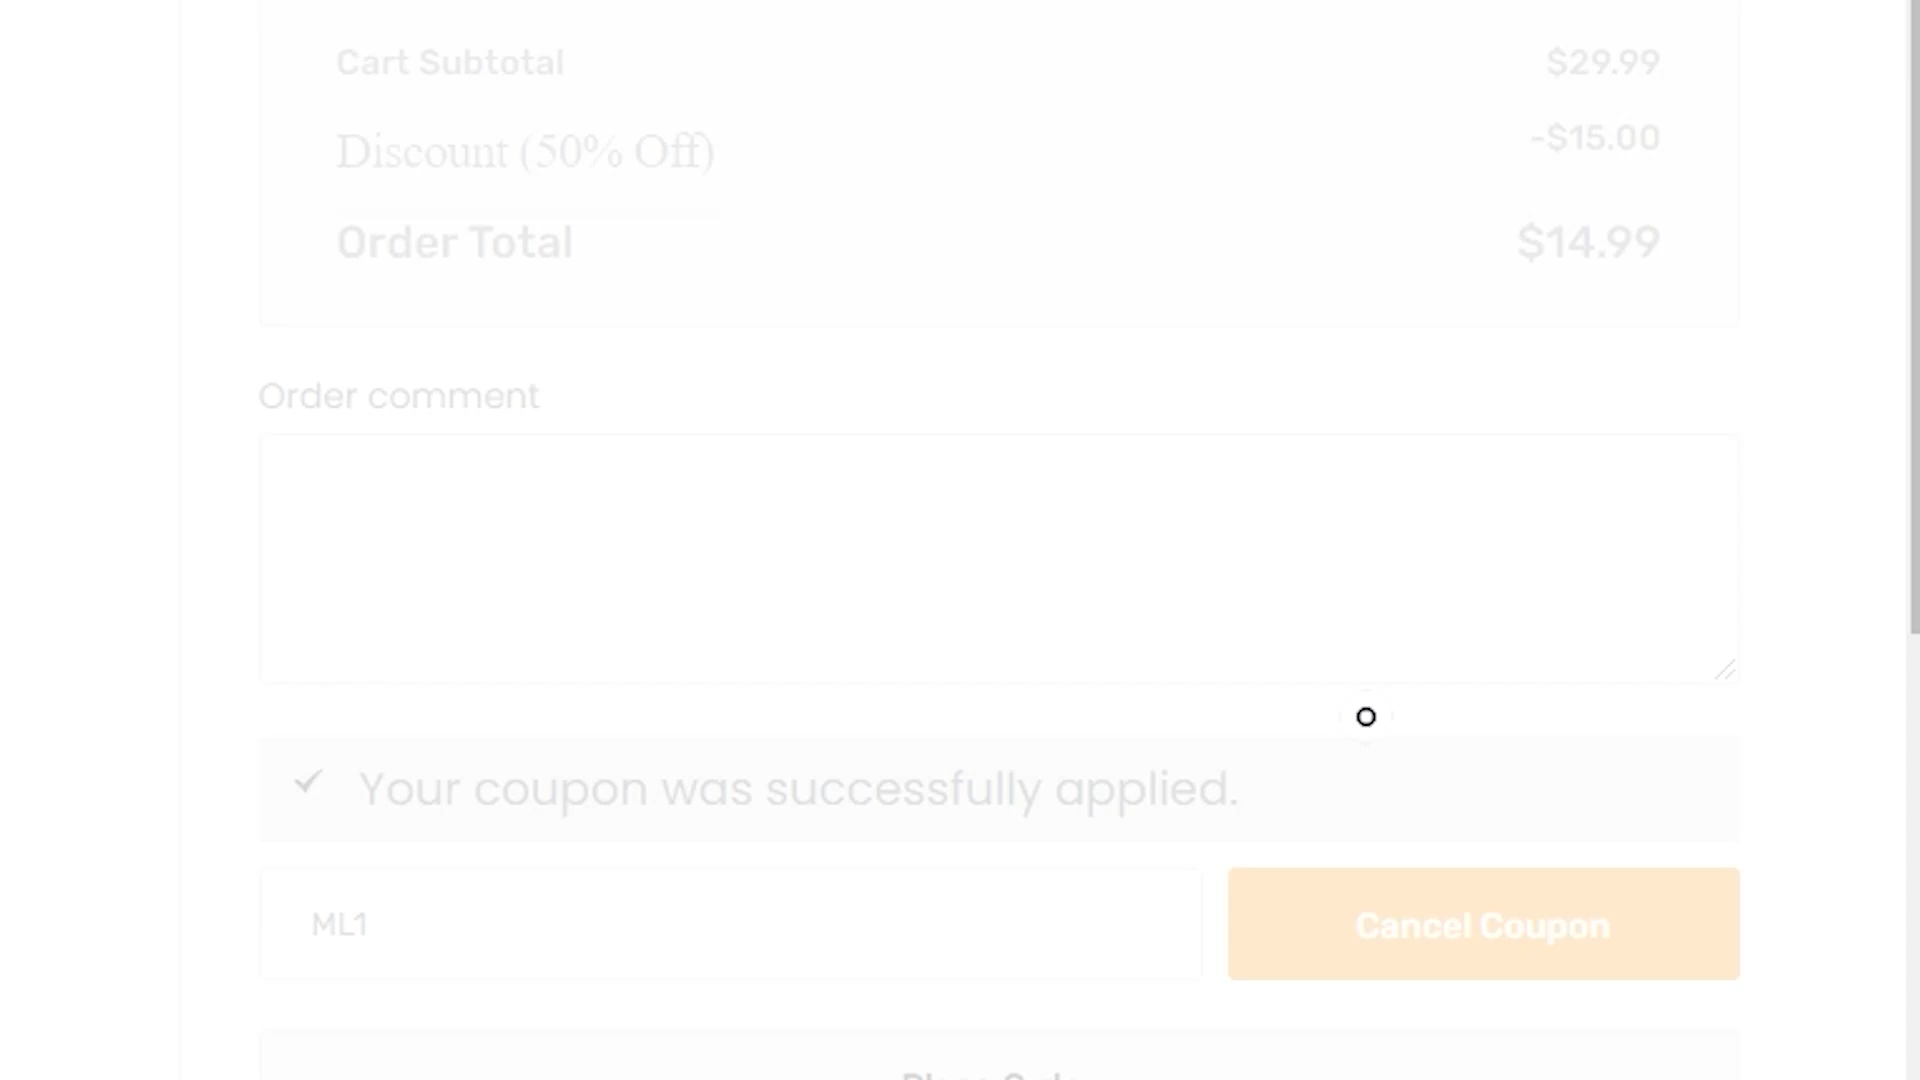 Cart Subtotal $29.99
Discount (50% Off) -$15.00
Order Total $14.99
Order comment
Your coupon was successfully applied.
ML1 Cancel Coupon